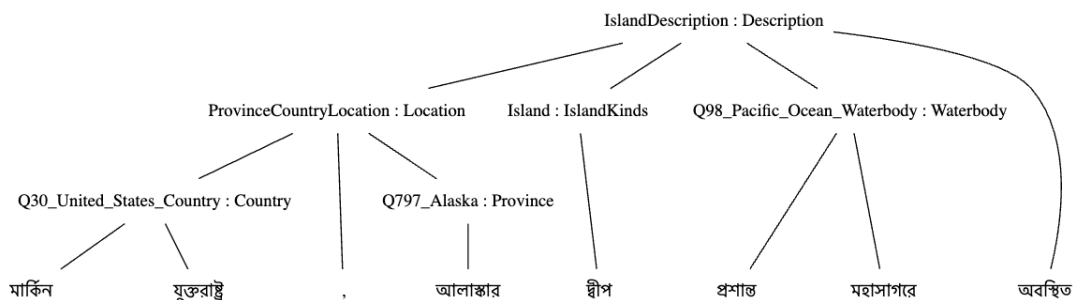 IslandDescription : Description
ProvinceCountryLocation : Location Island : IslandKinds Q98_Pacific_Ocean_Waterbody : Waterbody
Q30_United_States_Country : Country Q797_Alaska : Province
মার্কিন যুক্তরাষ্ট্র , আলাস্কার দ্বীপ প্রশান্ত মহাসাগরে অবস্থিত